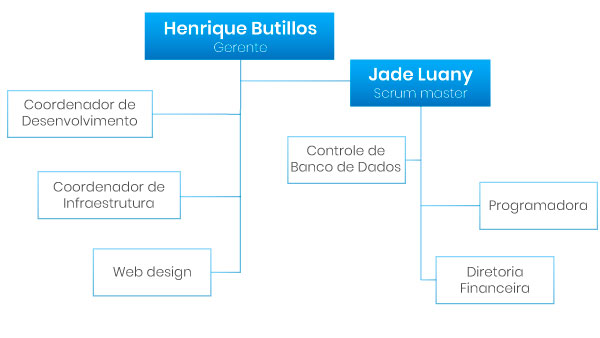 Henrique Butillos
Gerente
Jade Luany
Scrum master
Coordenador de
Desenvolvimento
Controle de
Banco de Dados
Coordenador de
Infraestrutura
Programadora
Web design
Diretoria
Financeira